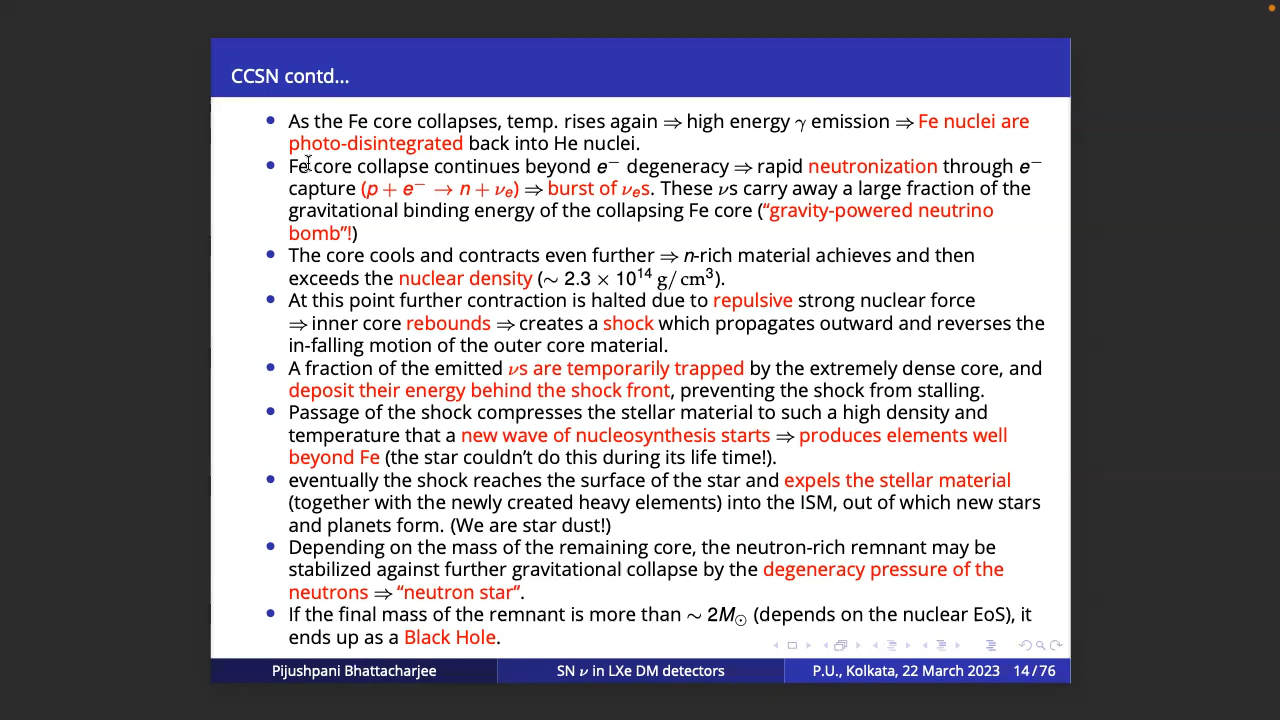 CCSN contd...
• As the Fe core collapses, temp. rises again ⇒ high energy γ emission ⇒ Fe nuclei are
photo-disintegrated back into He nuclei.
• Fe core collapse continues beyond e⁻ degeneracy ⇒ rapid neutronization through e⁻
capture (p + e⁻ → n + νₑ) ⇒ burst of νₑs. These νs carry away a large fraction of the
gravitational binding energy of the collapsing Fe core (“gravity-powered neutrino
bomb”!)
• The core cools and contracts even further ⇒ n-rich material achieves and then
exceeds the nuclear density (∼ 2.3 × 10¹⁴ g/cm³).
• At this point further contraction is halted due to repulsive strong nuclear force
⇒ inner core rebounds ⇒ creates a shock which propagates outward and reverses the
in-falling motion of the outer core material.
• A fraction of the emitted νs are temporarily trapped by the extremely dense core, and
deposit their energy behind the shock front, preventing the shock from stalling.
• Passage of the shock compresses the stellar material to such a high density and
temperature that a new wave of nucleosynthesis starts ⇒ produces elements well
beyond Fe (the star couldn’t do this during its life time!).
• eventually the shock reaches the surface of the star and expels the stellar material
(together with the newly created heavy elements) into the ISM, out of which new stars
and planets form. (We are star dust!)
• Depending on the mass of the remaining core, the neutron-rich remnant may be
stabilized against further gravitational collapse by the degeneracy pressure of the
neutrons ⇒ “neutron star“.
• If the final mass of the remnant is more than ∼ 2M☉ (depends on the nuclear EoS), it
ends up as a Black Hole.
Pijushpani Bhattacharjee SN ν in LXe DM detectors P.U., Kolkata, 22 March 2023 14/76